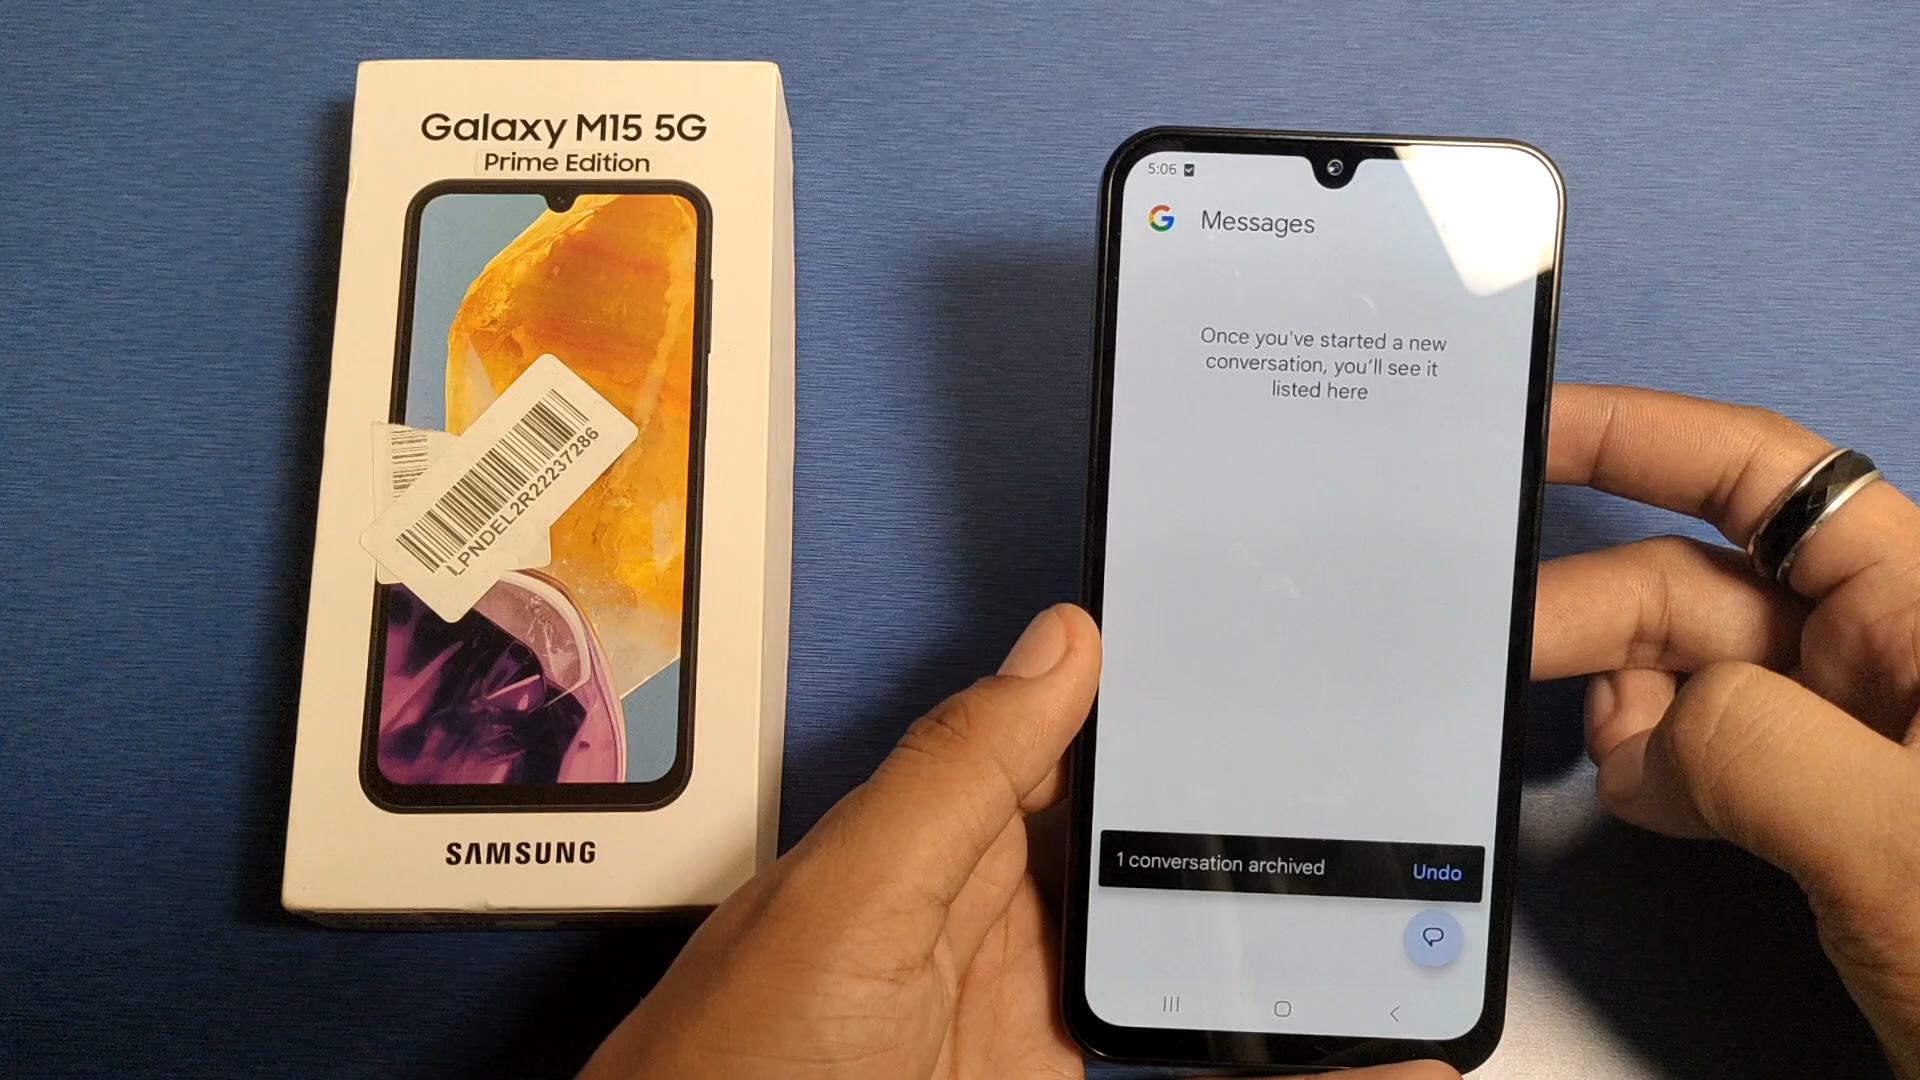 Galaxy M15 5G
Prime Edition
LPNDEL2R22237286
SAMSUNG
5:06
G Messages
Once you've started a new
conversation, you'll see it
listed here
1 conversation archived Undo